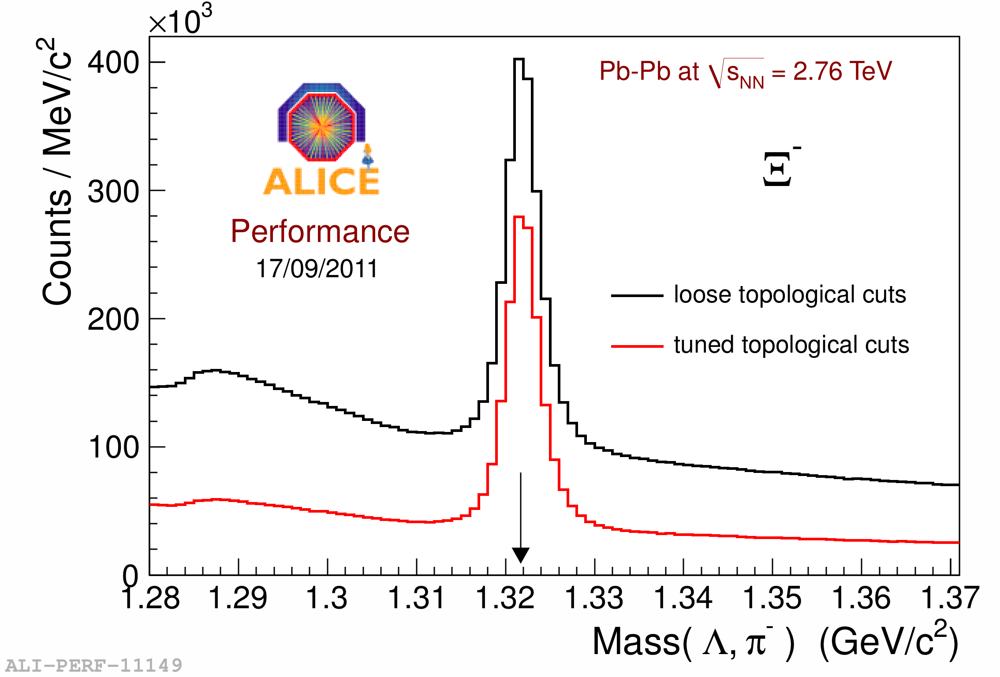 ×10³
Counts / MeV/c²
400
300
200
100
0
ALICE
Performance
17/09/2011
Pb-Pb at √sNN = 2.76 TeV
Ξ⁻
loose topological cuts
tuned topological cuts
1.28 1.29 1.3 1.31 1.32 1.33 1.34 1.35 1.36 1.37
Mass( Λ, π⁻ ) (GeV/c²)
ALI-PERF-11149